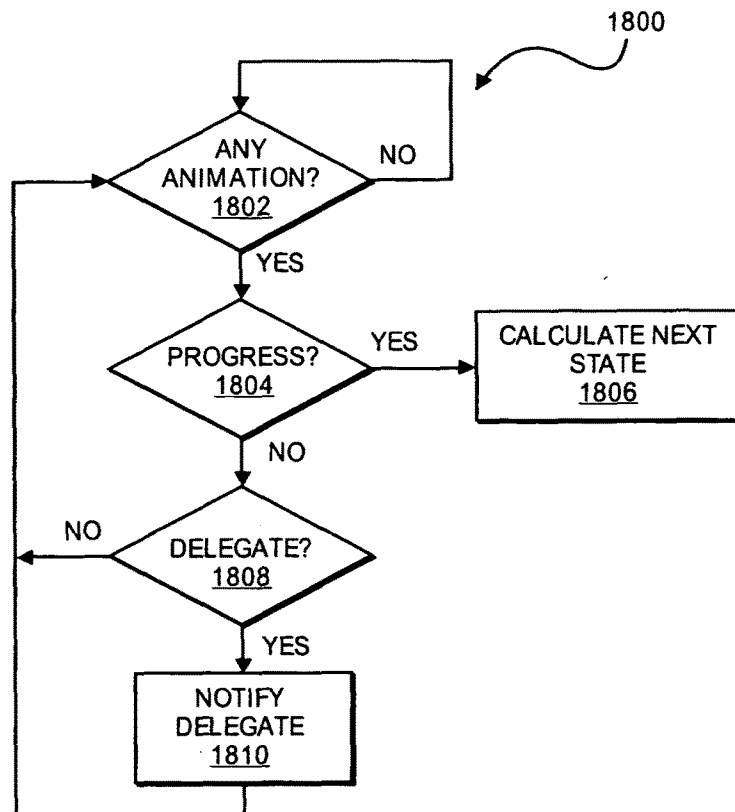 1800
ANY
ANIMATION?
1802
NO
YES
PROGRESS?
1804
YES
CALCULATE NEXT
STATE
1806
NO
DELEGATE?
1808
NO
YES
NOTIFY
DELEGATE
1810